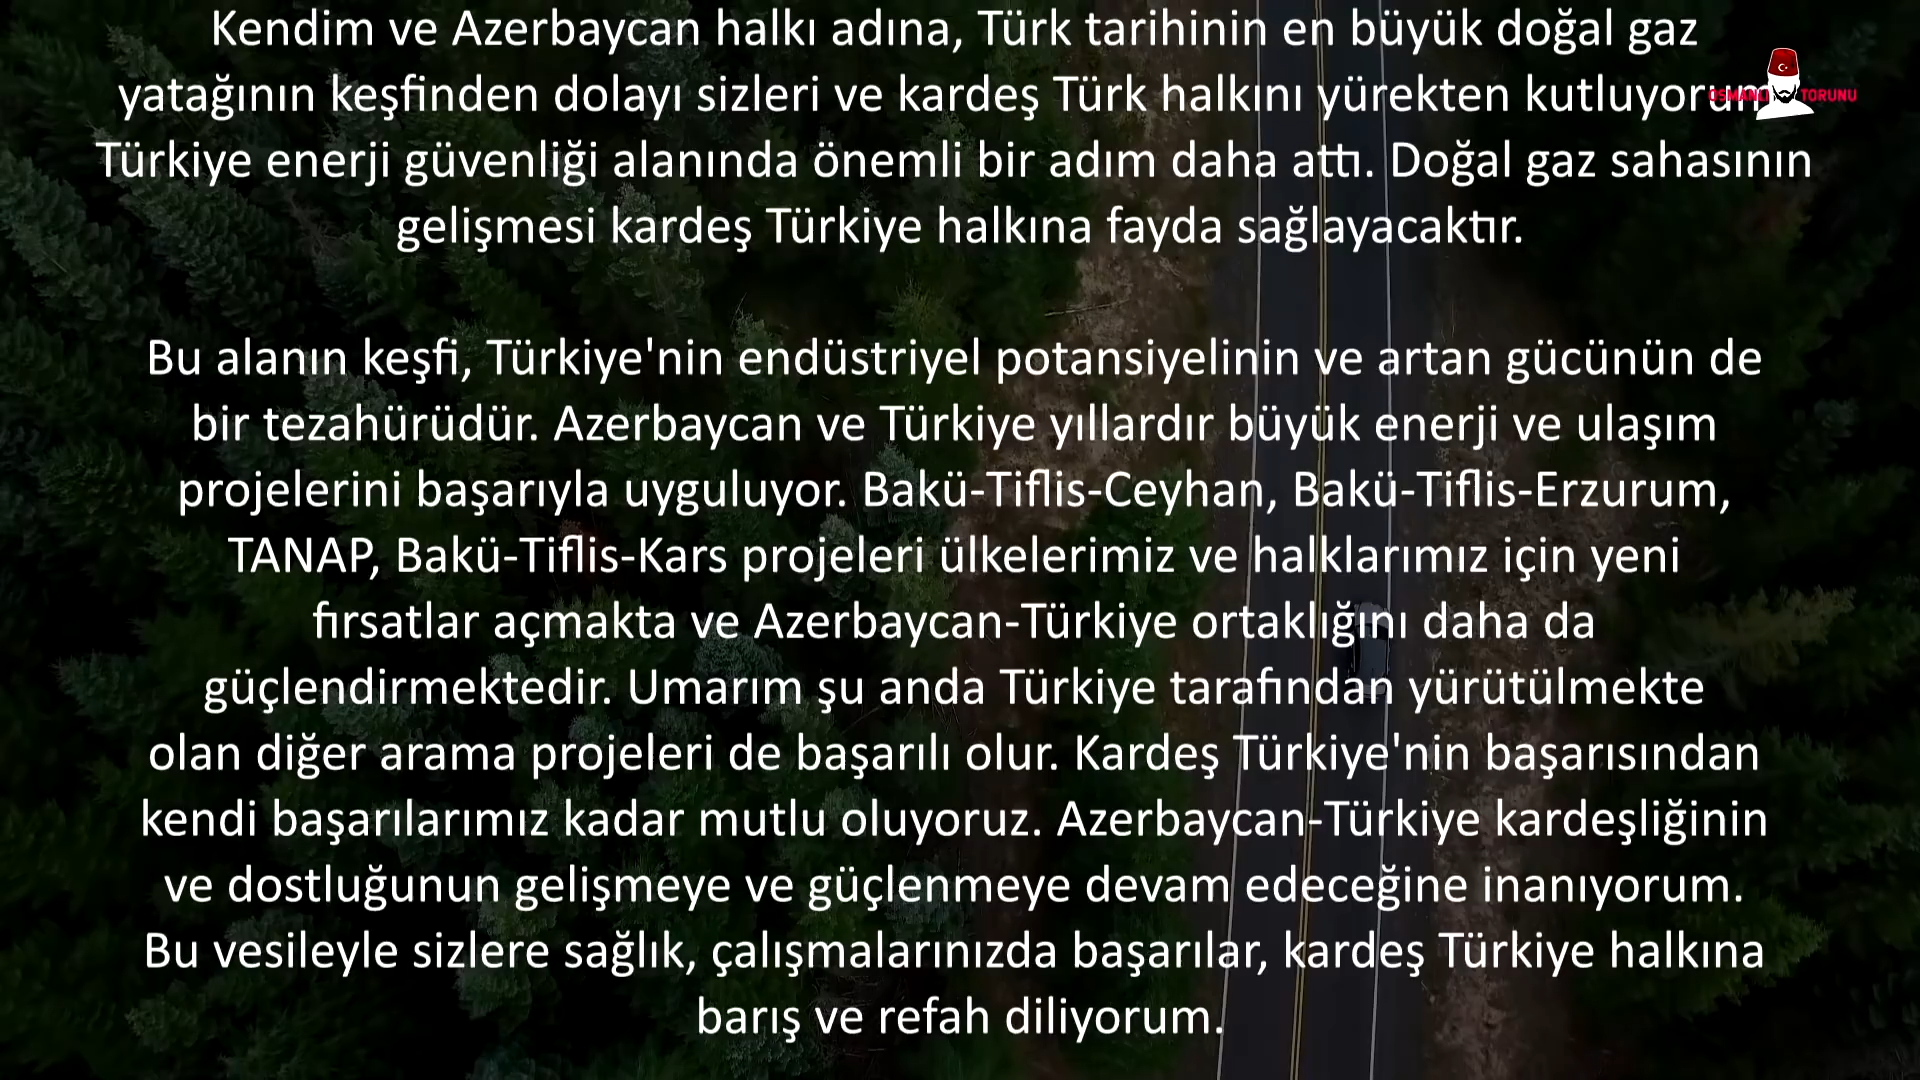 Kendim ve Azerbaycan halkı adına, Türk tarihinin en büyük doğal gaz
yatağının keşfinden dolayı sizleri ve kardeş Türk halkını yürekten kutluyorum.
OSMANLI TORUNU
Türkiye enerji güvenliği alanında önemli bir adım daha attı. Doğal gaz sahasının
gelişmesi kardeş Türkiye halkına fayda sağlayacaktır.
Bu alanın keşfi, Türkiye'nin endüstriyel potansiyelinin ve artan gücünün de
bir tezahürüdür. Azerbaycan ve Türkiye yıllardır büyük enerji ve ulaşım
projelerini başarıyla uyguluyor. Bakü-Tiflis-Ceyhan, Bakü-Tiflis-Erzurum,
TANAP, Bakü-Tiflis-Kars projeleri ülkelerimiz ve halklarımız için yeni
fırsatlar açmakta ve Azerbaycan-Türkiye ortaklığını daha da
güçlendirmektedir. Umarım şu anda Türkiye tarafından yürütülmekte
olan diğer arama projeleri de başarılı olur. Kardeş Türkiye'nin başarısından
kendi başarılarımız kadar mutlu oluyoruz. Azerbaycan-Türkiye kardeşliğinin
ve dostluğunun gelişmeye ve güçlenmeye devam edeceğine inanıyorum.
Bu vesileyle sizlere sağlık, çalışmalarınızda başarılar, kardeş Türkiye halkına
barış ve refah diliyorum.